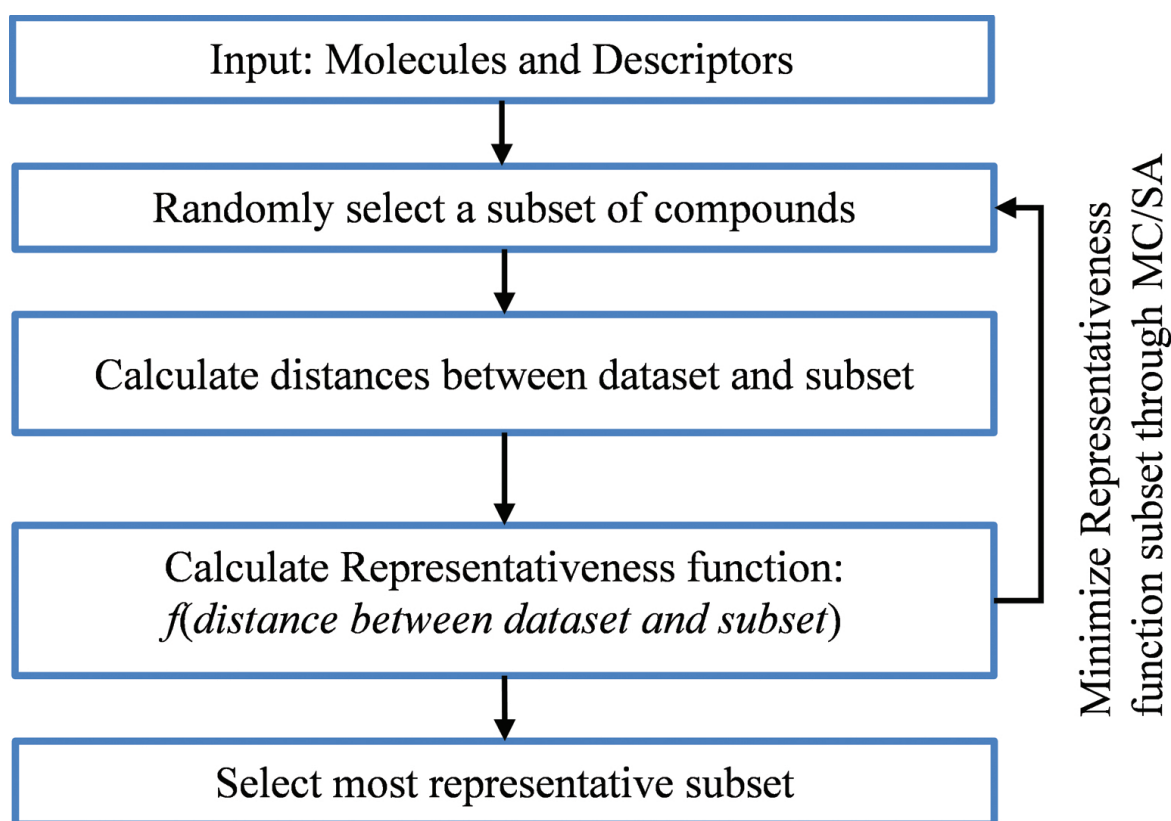 Input: Molecules and Descriptors
Randomly select a subset of compounds
Calculate distances between dataset and subset
Calculate Representativeness function:
f(distance between dataset and subset)
Select most representative subset
Minimize Representativeness
function subset through MC/SA